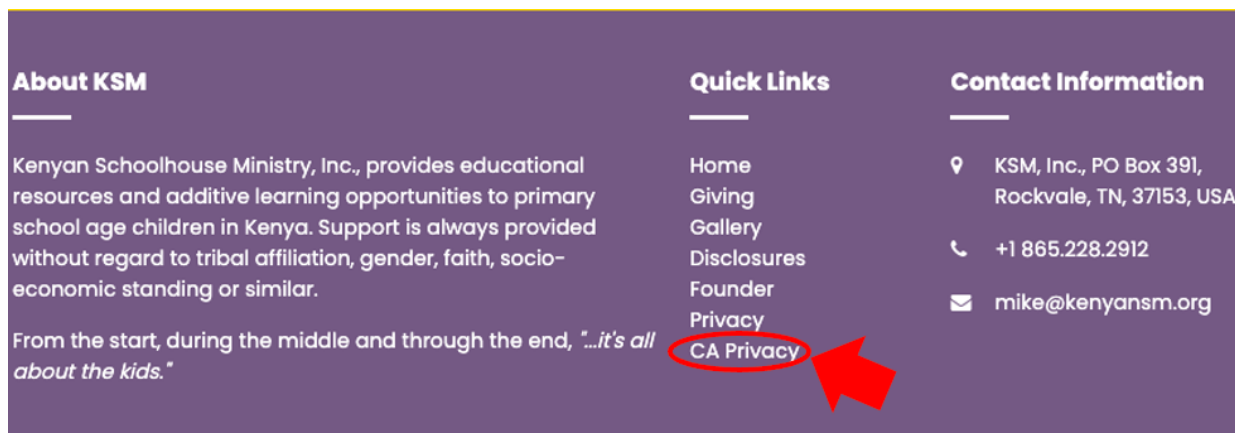 About KSM
Kenyan Schoolhouse Ministry, Inc., provides educational
resources and additive learning opportunities to primary
school age children in Kenya. Support is always provided
without regard to tribal affiliation, gender, faith, socio-
economic standing or similar.
From the start, during the middle and through the end, "...it's all
about the kids."
Quick Links
Home
Giving
Gallery
Disclosures
Founder
Privacy
CA Privacy
Contact Information
KSM, Inc., PO Box 391,
Rockvale, TN, 37153, USA
+1 865.228.2912
mike@kenyansm.org